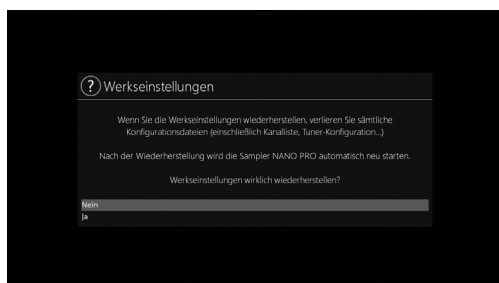 ? Werkseinstellungen
Wenn Sie die Werkseinstellungen wiederherstellen, verlieren Sie sämtliche
Konfigurationsdateien (einschließlich Kanalliste, Tuner-Konfiguration...)
Nach der Wiederherstellung wird die Sampler NANO PRO automatisch neu starten.
Werkseinstellungen wirklich wiederherstellen?
Nein
Ja